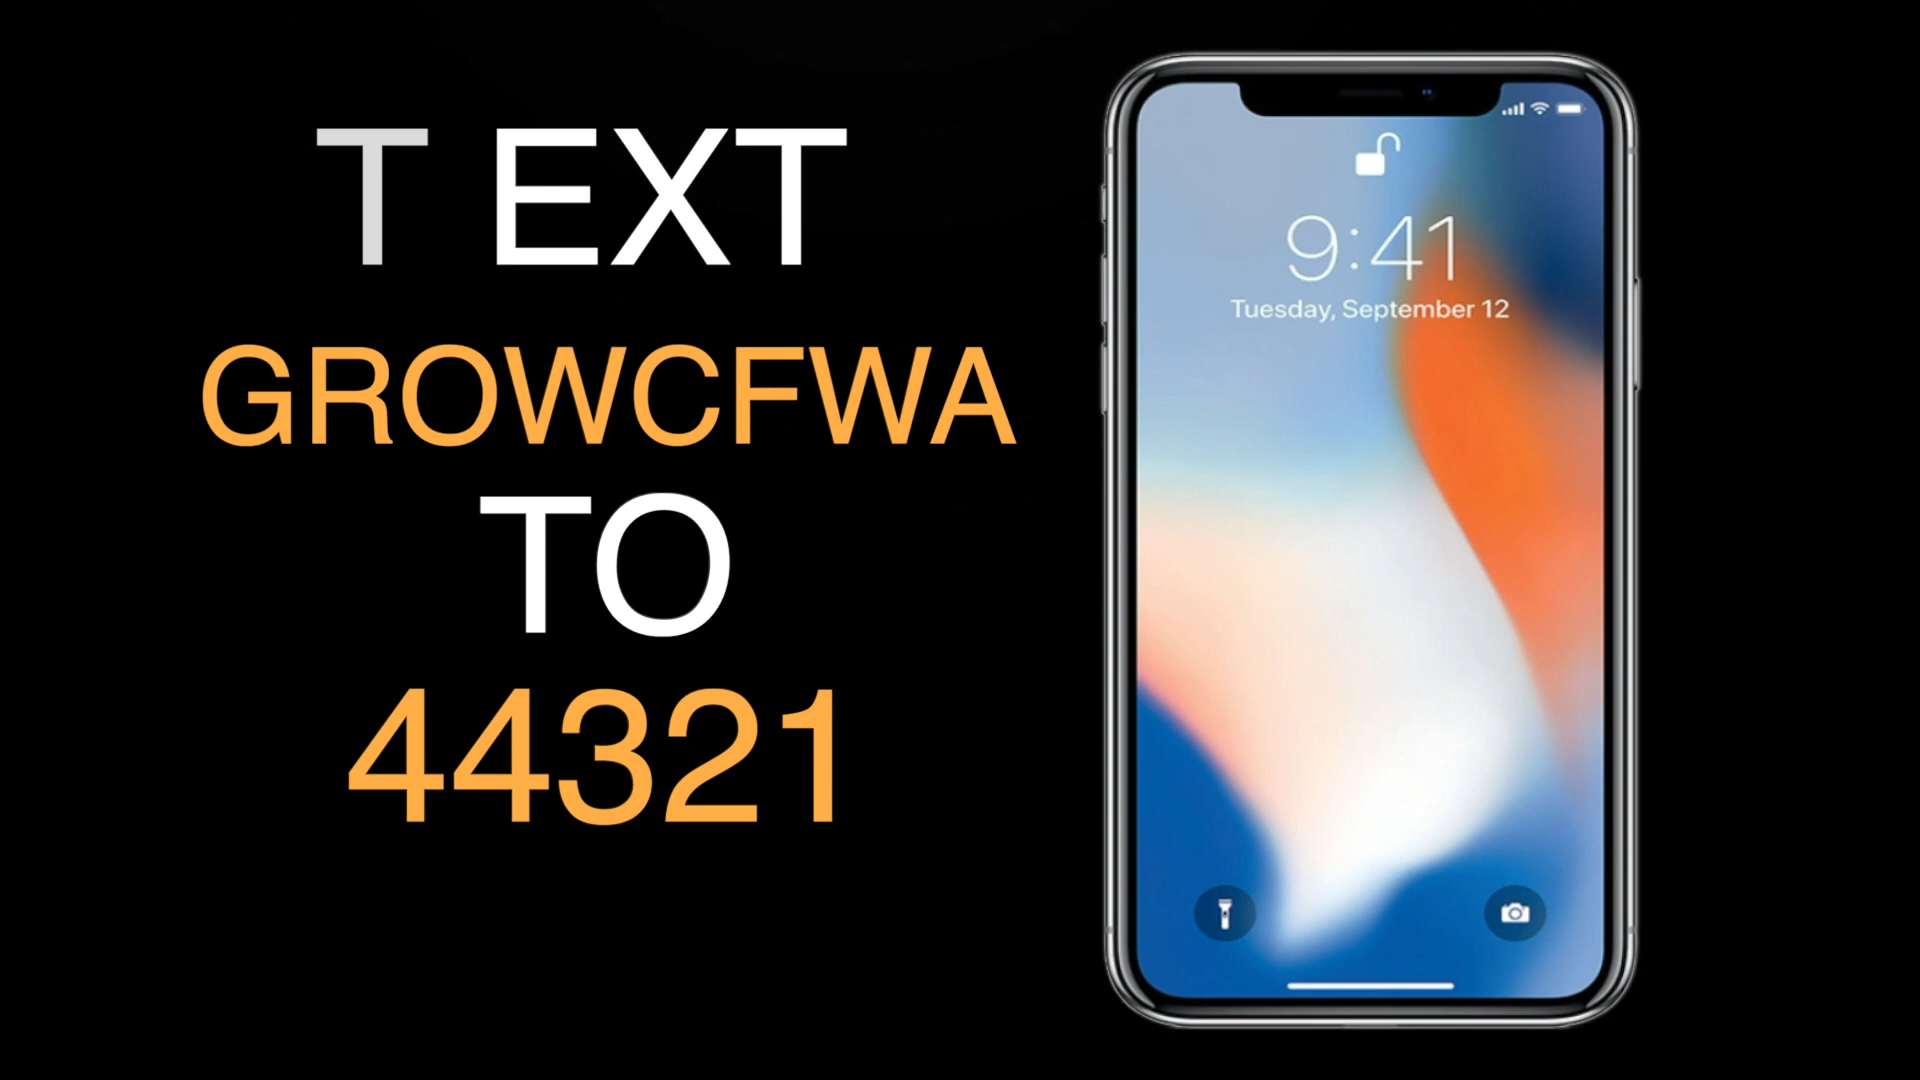 T EXT
GROWCFWA
TO
44321
9:41
Tuesday, September 12